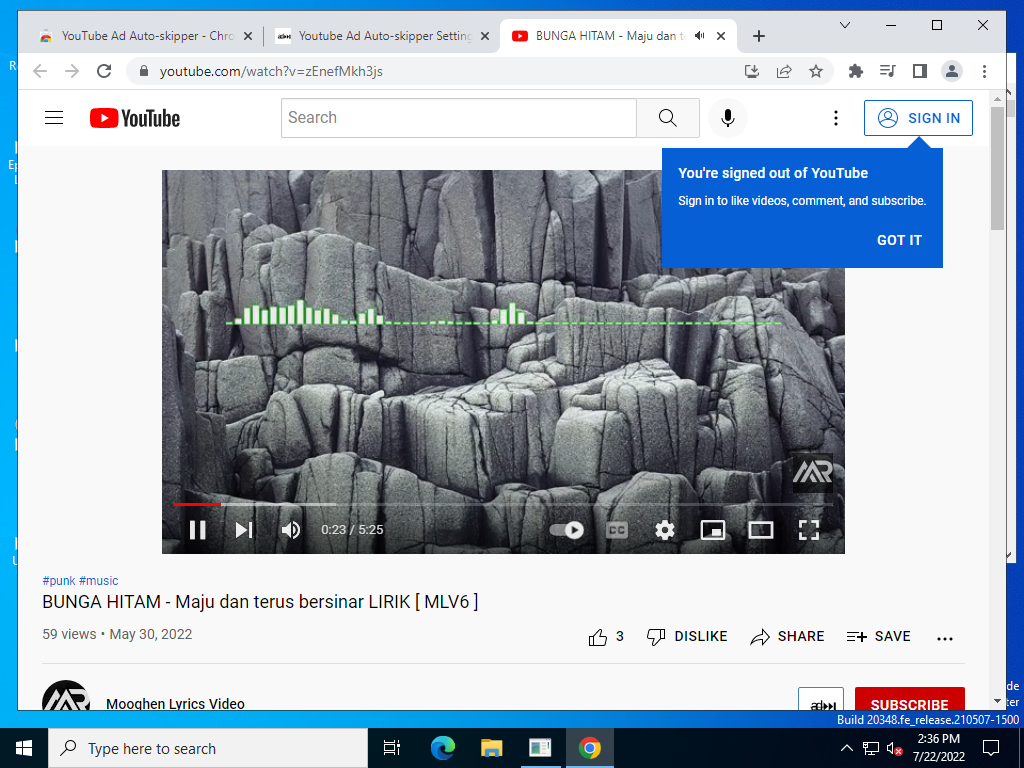 YouTube Ad Auto-skipper - Chro
Youtube Ad Auto-skipper Setting
BUNGA HITAM - Maju dan t
youtube.com/watch?v=zEnefMkh3js
YouTube
Search
SIGN IN
You're signed out of YouTube
Sign in to like videos, comment, and subscribe.
GOT IT
MR
0:23 / 5:25
CC
#punk #music
BUNGA HITAM - Maju dan terus bersinar LIRIK [ MLV6 ]
59 views • May 30, 2022
3
DISLIKE
SHARE
SAVE
Mooghen Lyrics Video
SUBSCRIBE
Build 20348.fe_release.210507-1500
Type here to search
2:36 PM
7/22/2022